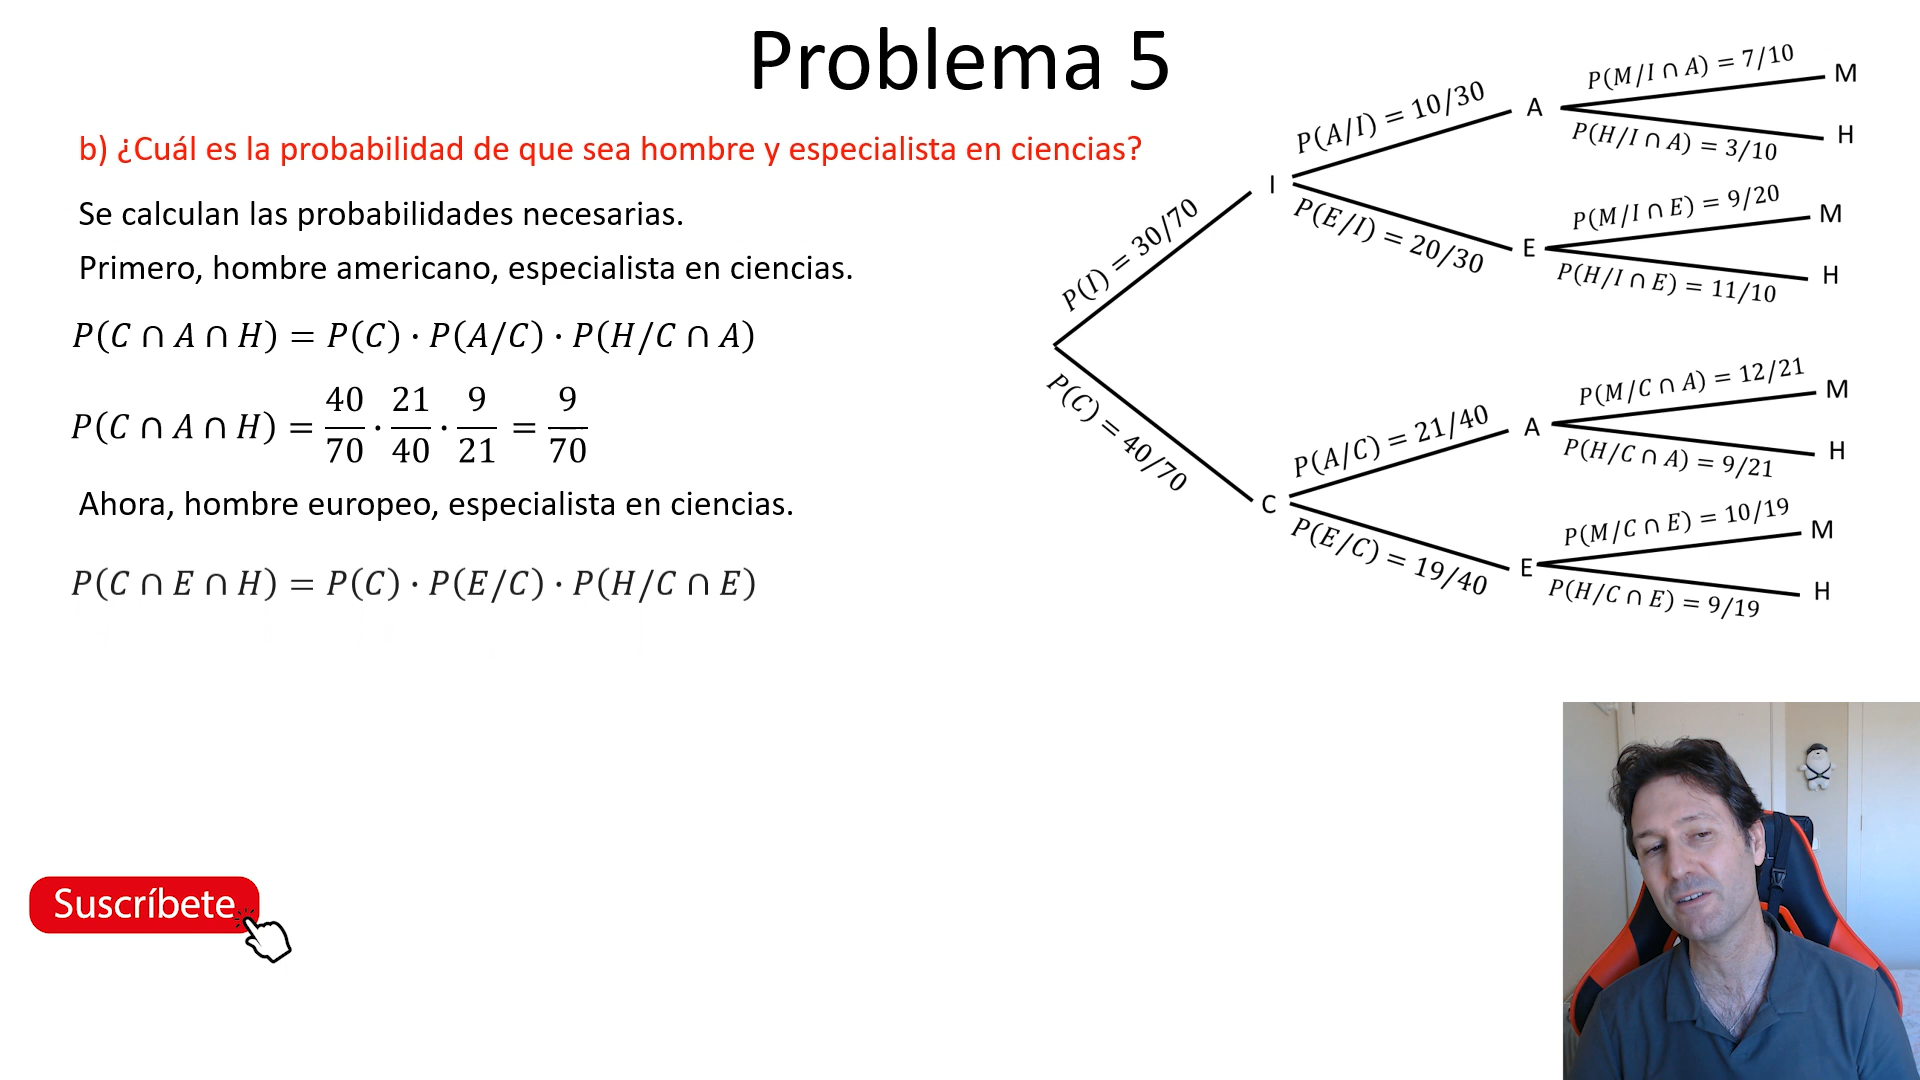 Problema 5
b) ¿Cuál es la probabilidad de que sea hombre y especialista en ciencias?
Se calculan las probabilidades necesarias.
Primero, hombre americano, especialista en ciencias.
P(C ∩ A ∩ H) = P(C) · P(A/C) · P(H/C ∩ A)
P(C ∩ A ∩ H) = 40/70 · 21/40 · 9/21 = 9/70
Ahora, hombre europeo, especialista en ciencias.
P(C ∩ E ∩ H) = P(C) · P(E/C) · P(H/C ∩ E)
P(I) = 30/70
I
P(A/I) = 10/30
A
P(M/I ∩ A) = 7/10
M
P(H/I ∩ A) = 3/10
H
P(E/I) = 20/30
E
P(M/I ∩ E) = 9/20
M
P(H/I ∩ E) = 11/10
H
P(C) = 40/70
C
P(A/C) = 21/40
A
P(M/C ∩ A) = 12/21
M
P(H/C ∩ A) = 9/21
H
P(E/C) = 19/40
E
P(M/C ∩ E) = 10/19
M
P(H/C ∩ E) = 9/19
H
Suscríbete